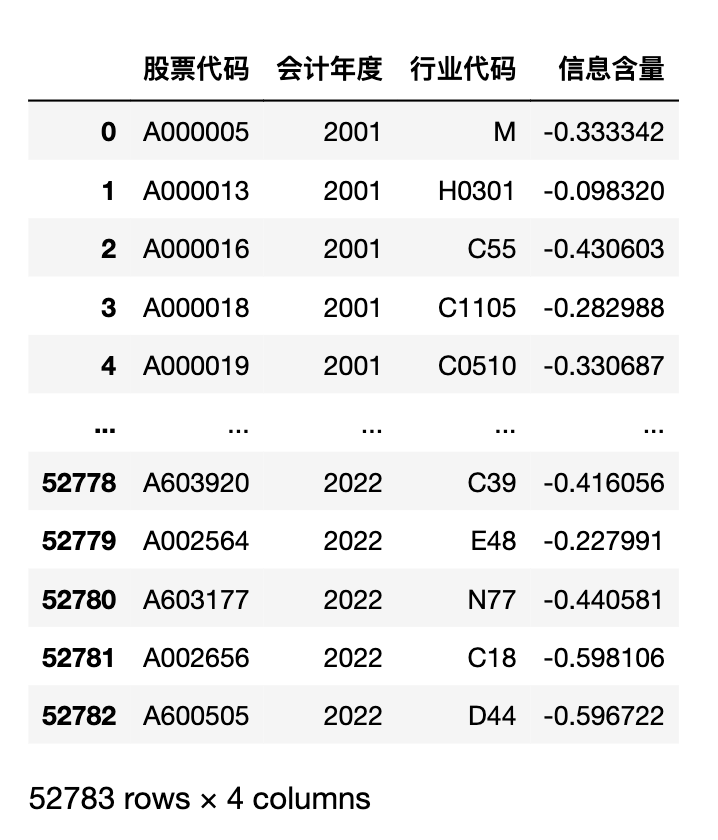 股票代码 会计年度 行业代码 信息含量
0 A000005 2001 M -0.333342
1 A000013 2001 H0301 -0.098320
2 A000016 2001 C55 -0.430603
3 A000018 2001 C1105 -0.282988
4 A000019 2001 C0510 -0.330687
... ... ... ... ...
52778 A603920 2022 C39 -0.416056
52779 A002564 2022 E48 -0.227991
52780 A603177 2022 N77 -0.440581
52781 A002656 2022 C18 -0.598106
52782 A600505 2022 D44 -0.596722
52783 rows × 4 columns